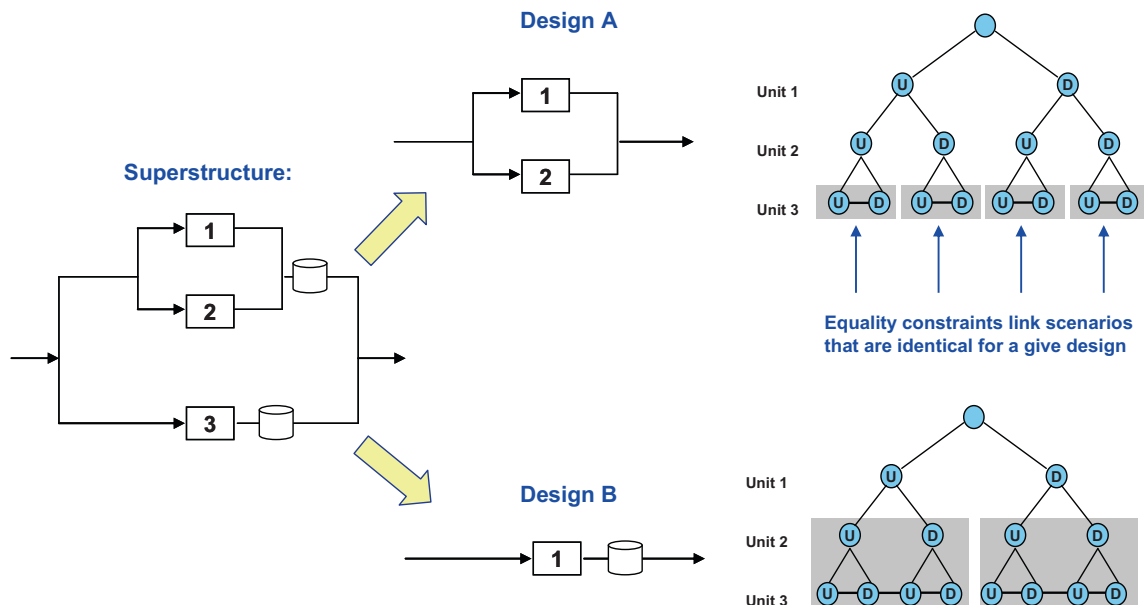 Design A
1
2
Superstructure:
1
2
3
Design B
1
Unit 1
U D
Unit 2
U D U D
Unit 3
U D U D U D U D
Equality constraints link scenarios
that are identical for a give design
Unit 1
U D
Unit 2
U D U D
Unit 3
U D U D U D U D